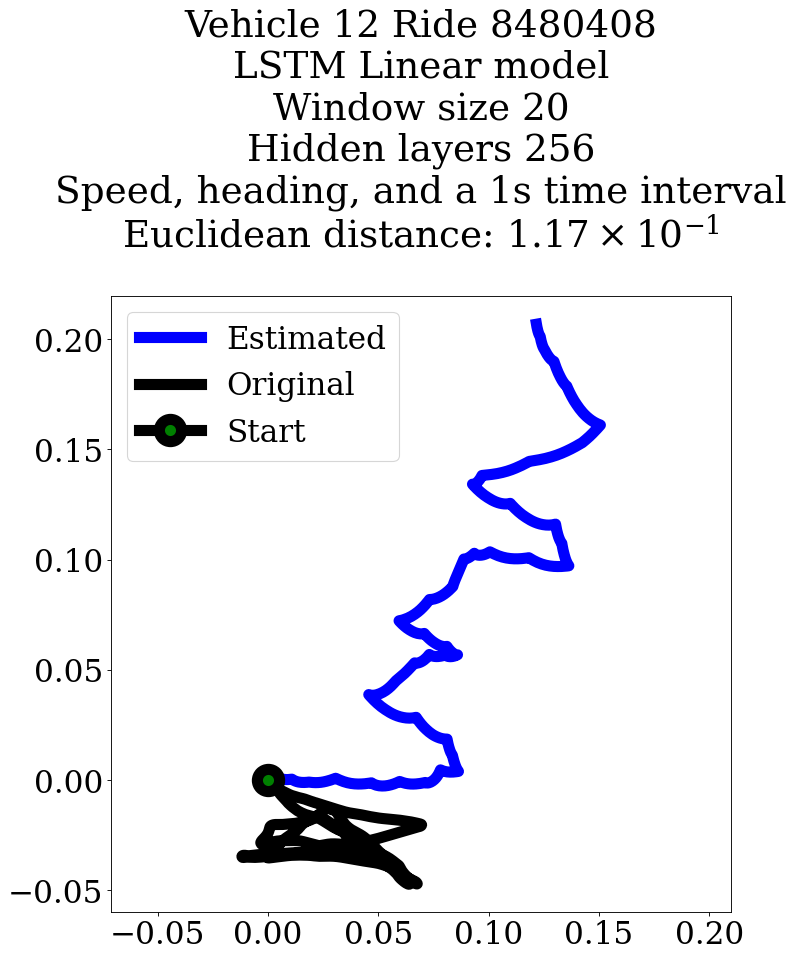 Vehicle 12 Ride 8480408
LSTM Linear model
Window size 20
Hidden layers 256
Speed, heading, and a 1s time interval
Euclidean distance: 1.17 × 10⁻¹
Estimated
Original
Start
0.20
0.15
0.10
0.05
0.00
−0.05
−0.05 0.00 0.05 0.10 0.15 0.20